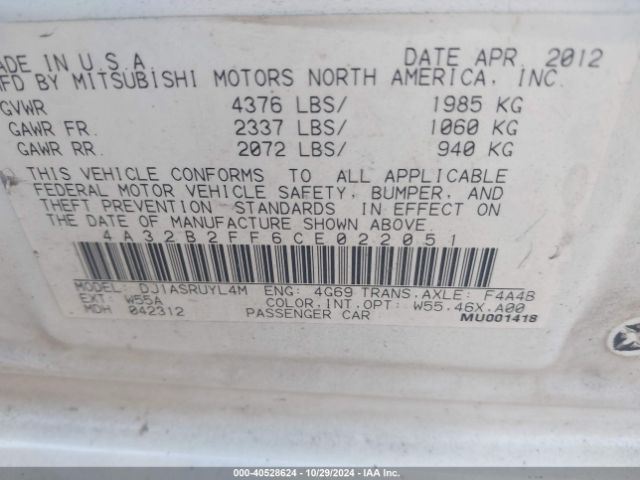 MADE IN U.S.A. DATE APR. 2012
MFD BY MITSUBISHI MOTORS NORTH AMERICA, INC.
GVWR 4376 LBS/ 1985 KG
GAWR FR. 2337 LBS/ 1060 KG
GAWR RR. 2072 LBS/ 940 KG
THIS VEHICLE CONFORMS TO ALL APPLICABLE
FEDERAL MOTOR VEHICLE SAFETY, BUMPER, AND
THEFT PREVENTION STANDARDS IN EFFECT ON
THE DATE OF MANUFACTURE SHOWN ABOVE.
4A32B2FF6CE022051
MODEL: DJ1ASRUYL4M ENG: 4G69 TRANS.AXLE: F4A4B
EXT: W55A COLOR.INT.OPT: W55.46X.A00
MDH 042312 PASSENGER CAR MU001418
000-40528624 | 10/29/2024 | IAA Inc.